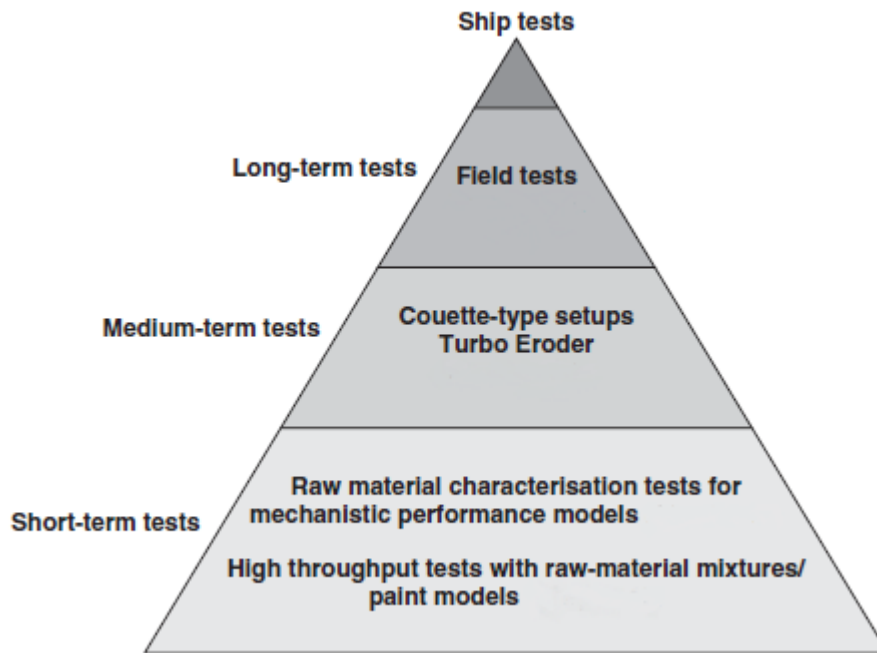 Ship tests
Long-term tests
Field tests
Medium-term tests
Couette-type setups
Turbo Eroder
Short-term tests
Raw material characterisation tests for
mechanistic performance models
High throughput tests with raw-material mixtures/
paint models